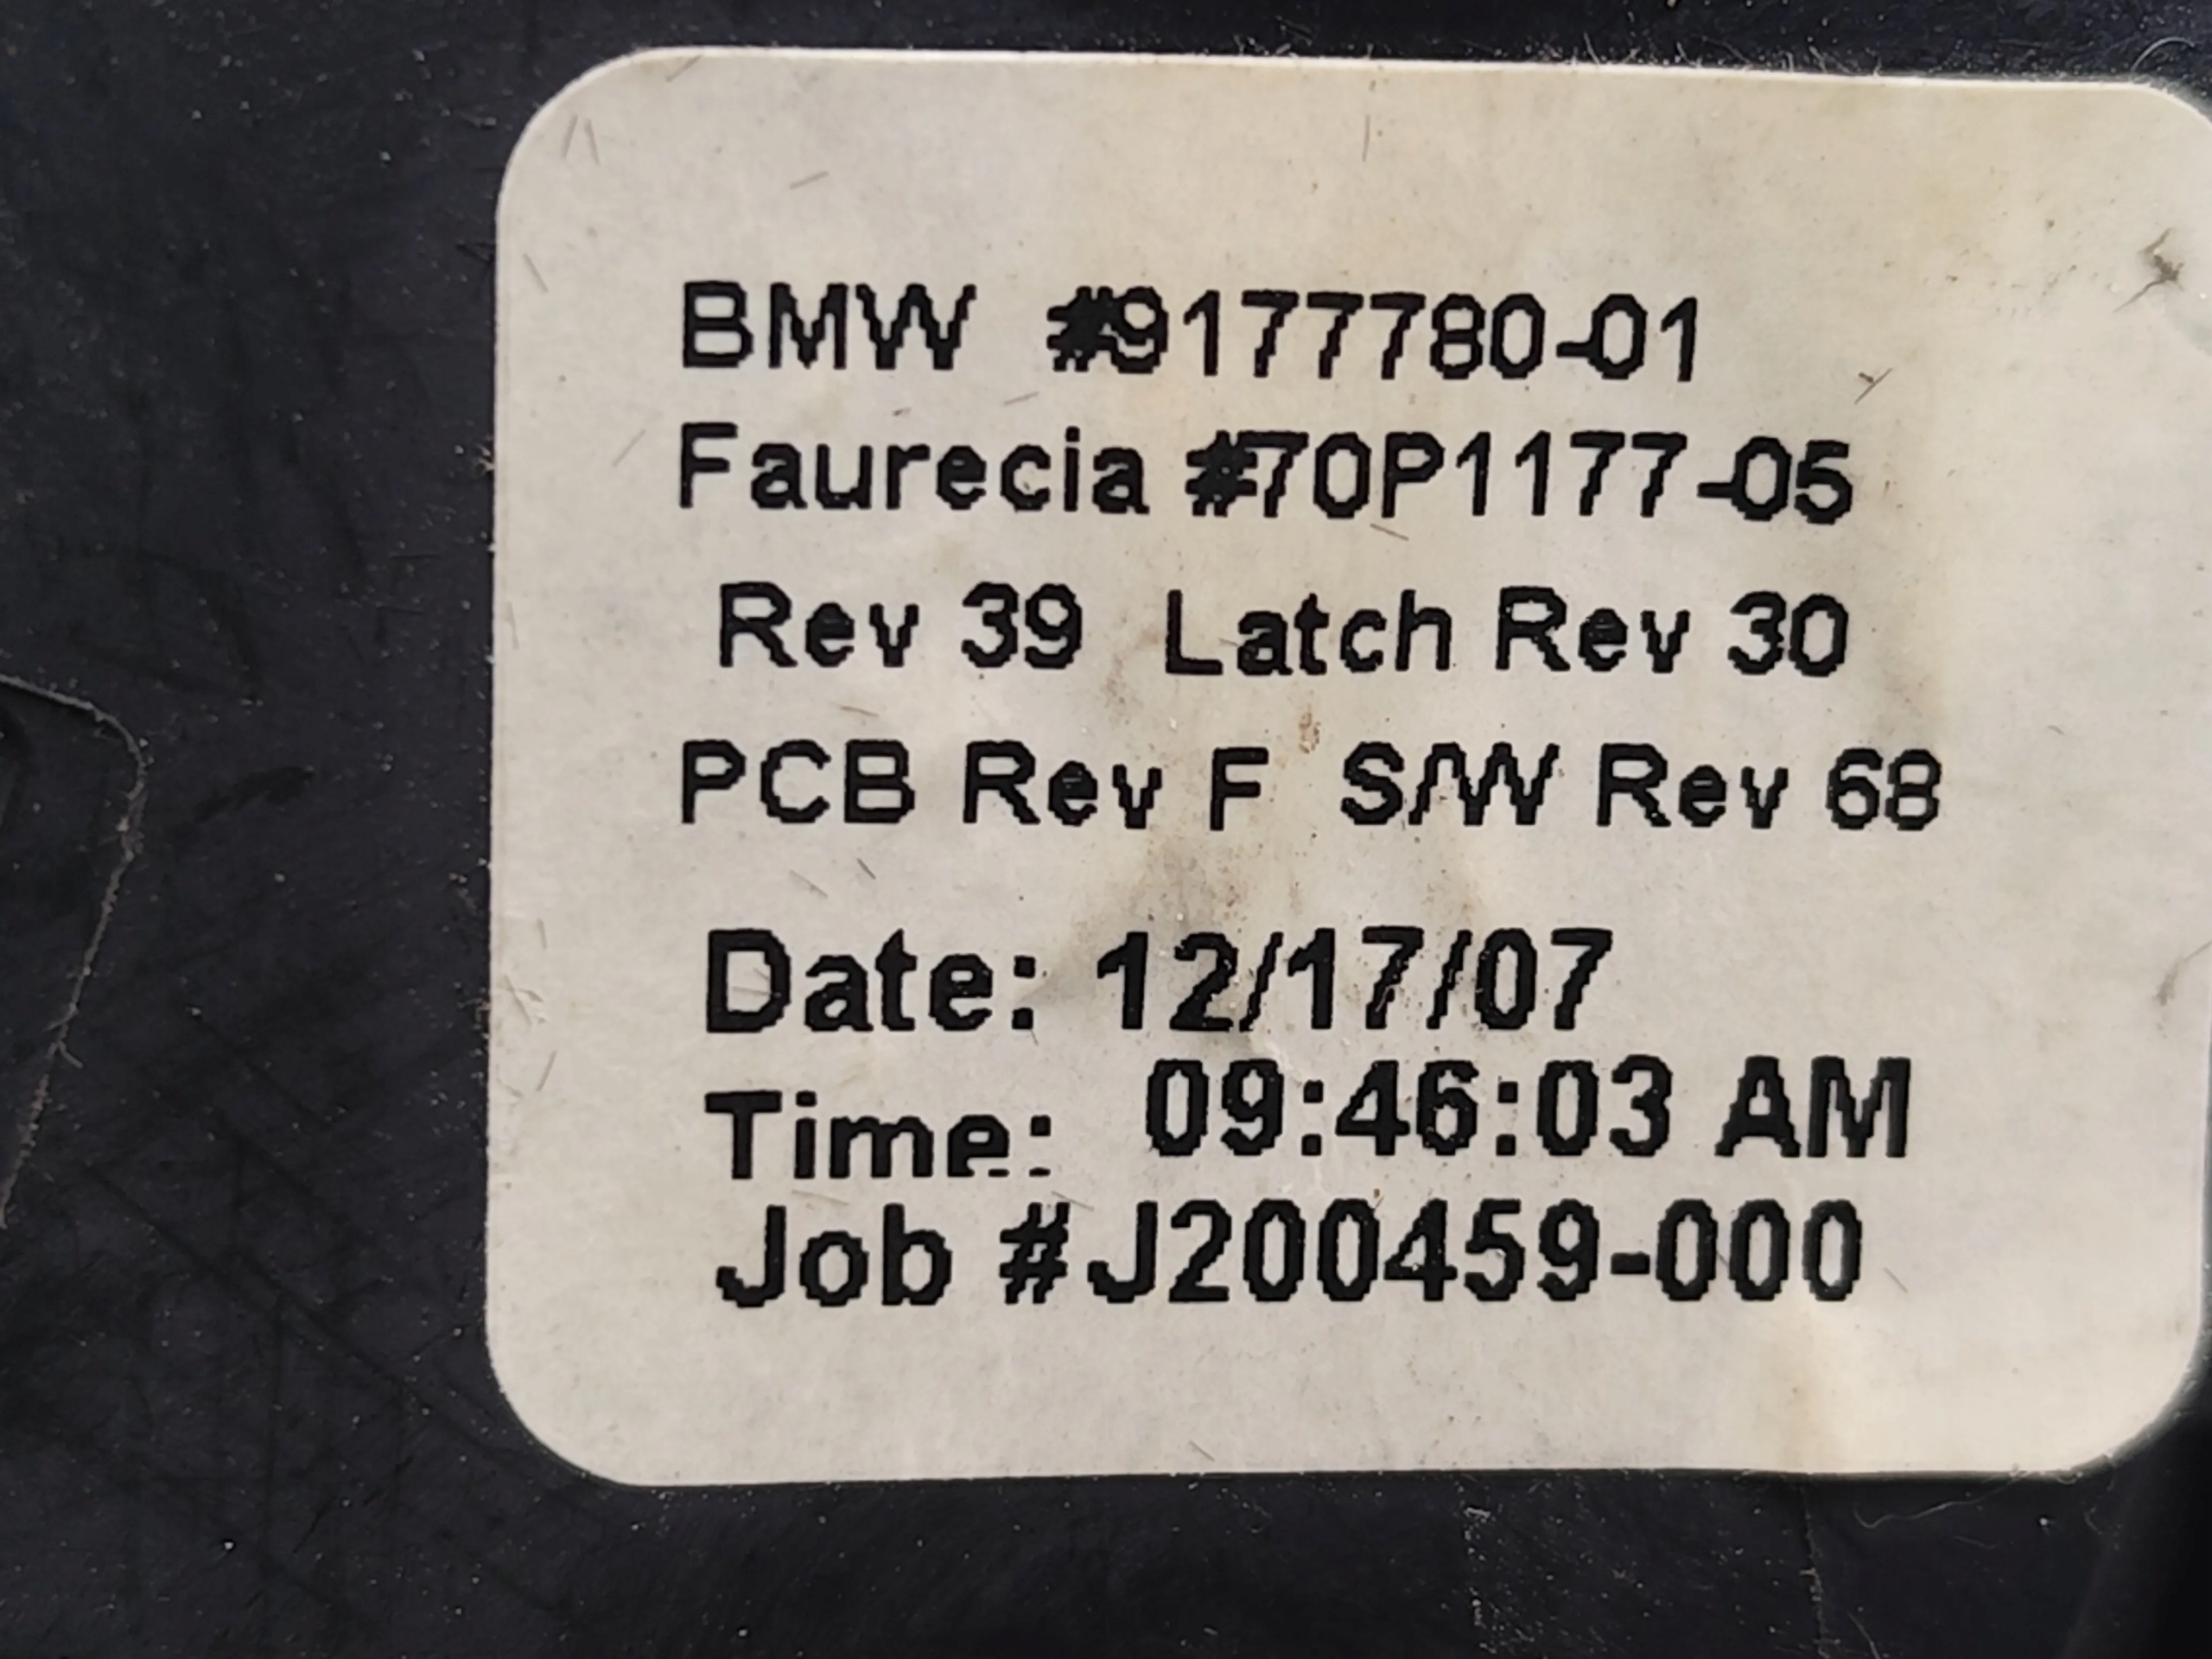 BMW #9177780-01
Faurecia #70P1177-05
Rev 39 Latch Rev 30
PCB Rev F S/W Rev 68
Date: 12/17/07
Time: 09:46:03 AM
Job #J200459-000